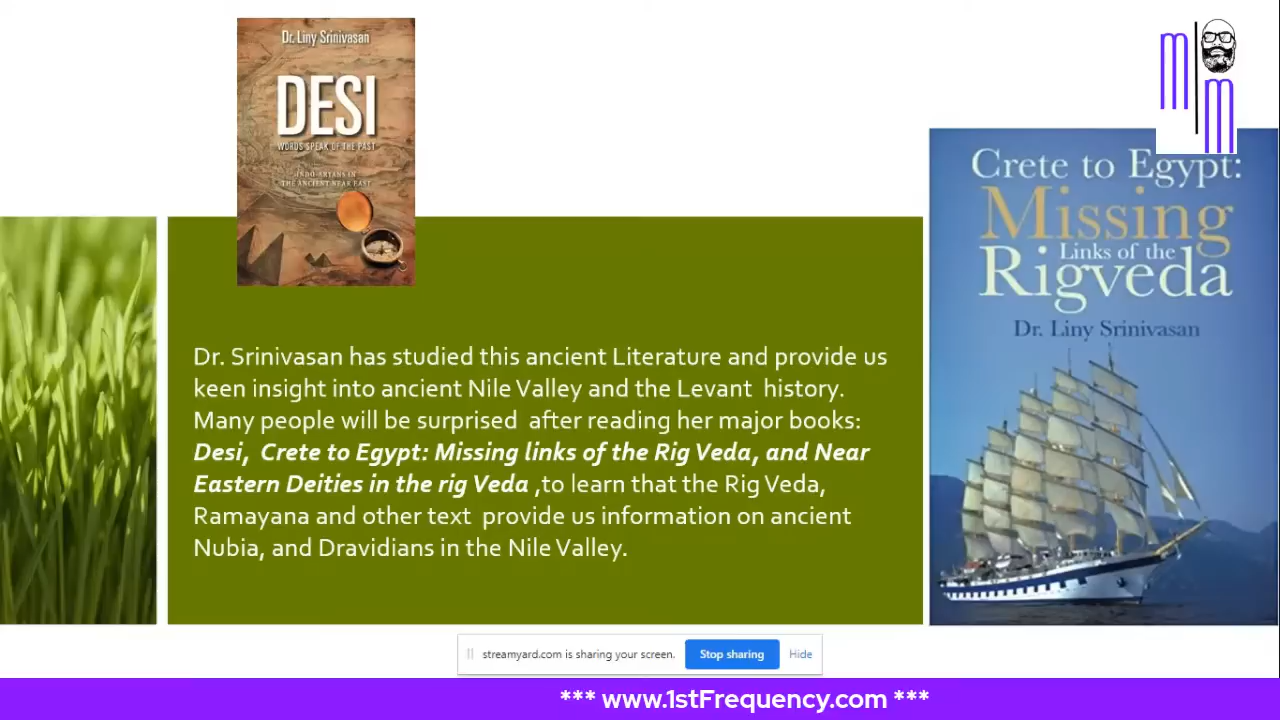 Dr. Liny Srinivasan
DESI
WORDS SPEAK OF THE PAST
INDO-ARYANS IN
THE ANCIENT NEAR EAST
m
m
Crete to Egypt:
Missing
Links of the
Rigveda
Dr. Liny Srinivasan
Dr. Srinivasan has studied this ancient Literature and provide us
keen insight into ancient Nile Valley and the Levant history.
Many people will be surprised after reading her major books:
Desi, Crete to Egypt: Missing links of the Rig Veda, and Near
Eastern Deities in the rig Veda ,to learn that the Rig Veda,
Ramayana and other text provide us information on ancient
Nubia, and Dravidians in the Nile Valley.
streamyard.com is sharing your screen. Stop sharing Hide
*** www.1stFrequency.com ***